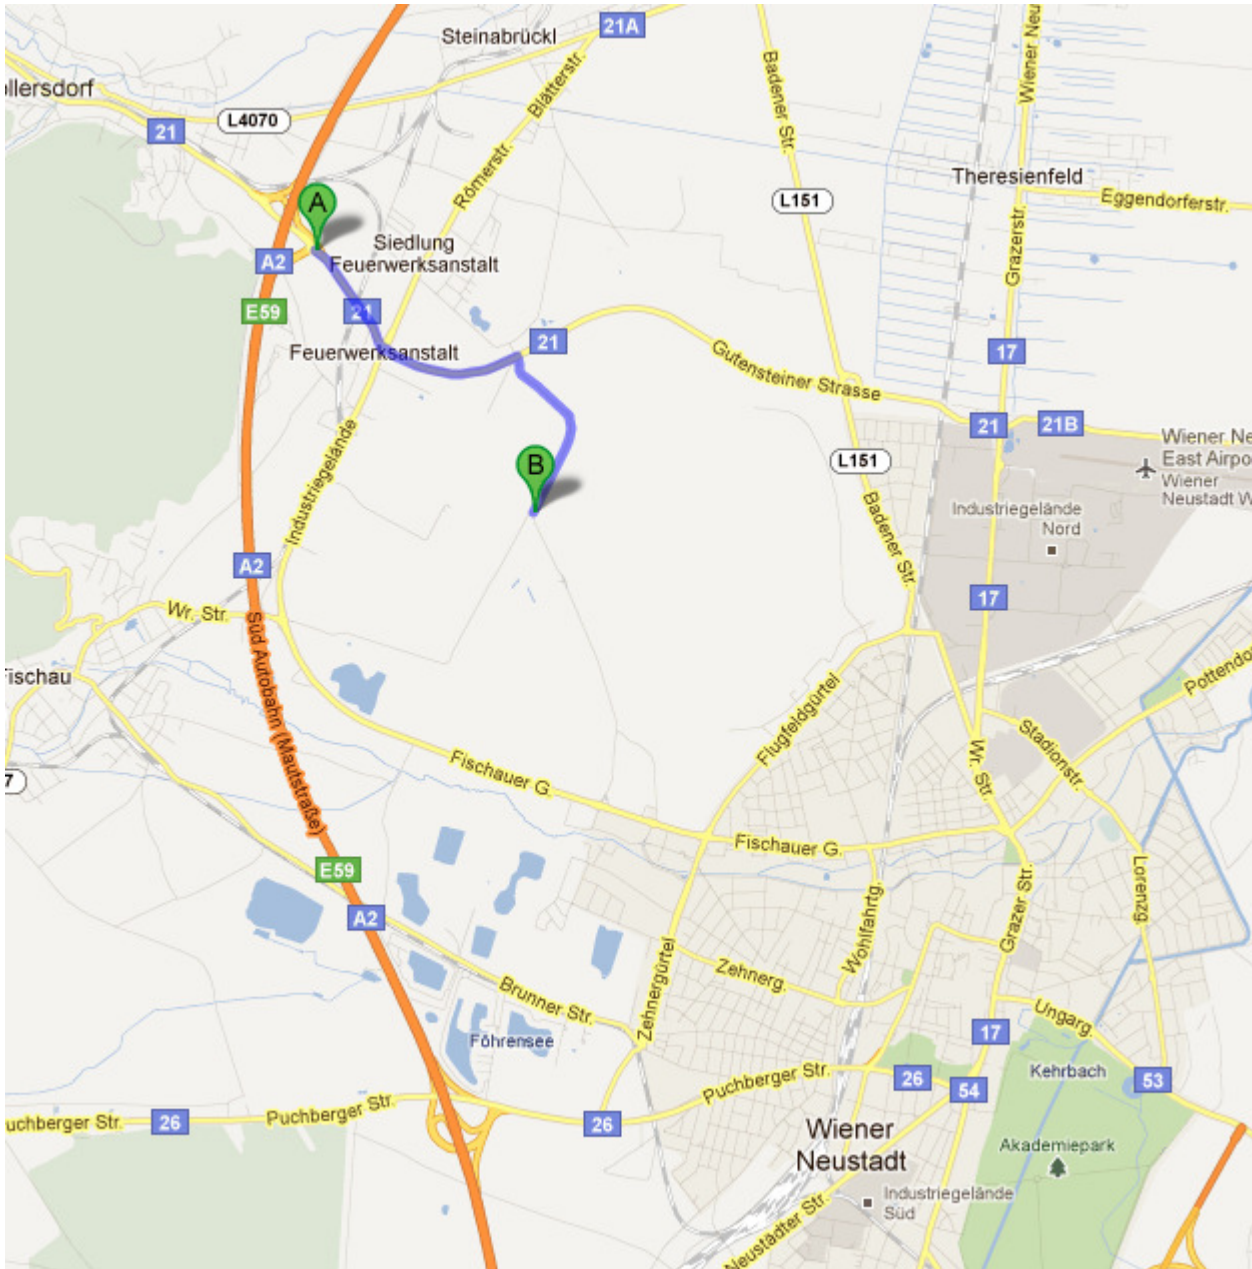 21A
Steinabrückl
Wiener Neu
ollersdorf
L4070
21
Blätterstr.
Badener Str.
Römerstr.
Theresienfeld
Eggendorferstr.
L151
A
Siedlung
Feuerwerksanstalt
Grazerstr.
A2
E59
21
Feuerwerksanstalt
21
Gutensteiner Strasse
17
21
21B
Wiener Ne
East Airpo
Wiener
Neustadt W
L151
B
Industriegelände
Badener Str.
Industriegelände
Nord
A2
17
Wr. Str.
Süd Autobahn (Mautstraße)
ischau
Pottendo
Flugfeldgürtel
Stadionstr.
Wr. Str.
7
Fischauer G.
Fischauer G.
E59
Lorenzg
A2
Grazer Str.
Wohlfahrtg.
Zehnerg.
Zehnergürtel
Brunner Str.
Ungarg.
17
Föhrensee
Kehrbach
26
54
53
Puchberger Str.
Puchberger Str.
uchberger Str.
26
26
Wiener
Neustadt
Akademiepark
Industriegelände
Süd
Neustädter Str.